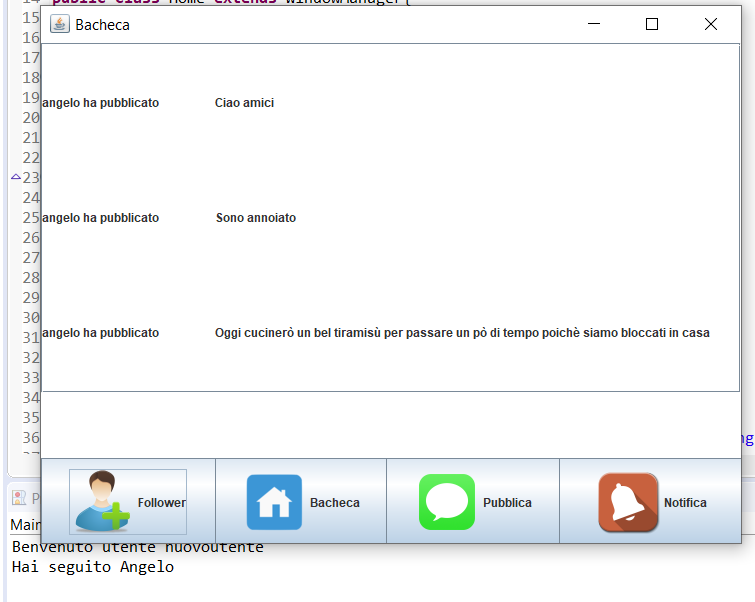 14 public class Home extends WindowManager{
15
Bacheca
16
17
18
19
angelo ha pubblicato Ciao amici
20
21
22
23
24
25
angelo ha pubblicato Sono annoiato
26
27
28
29
30
31
angelo ha pubblicato Oggi cucinerò un bel tiramisù per passare un pò di tempo poichè siamo bloccati in casa
32
33
34
35
36
ng
37
Follower Bacheca Pubblica Notifica
P
Main
Benvenuto utente nuovoutente
Hai seguito Angelo